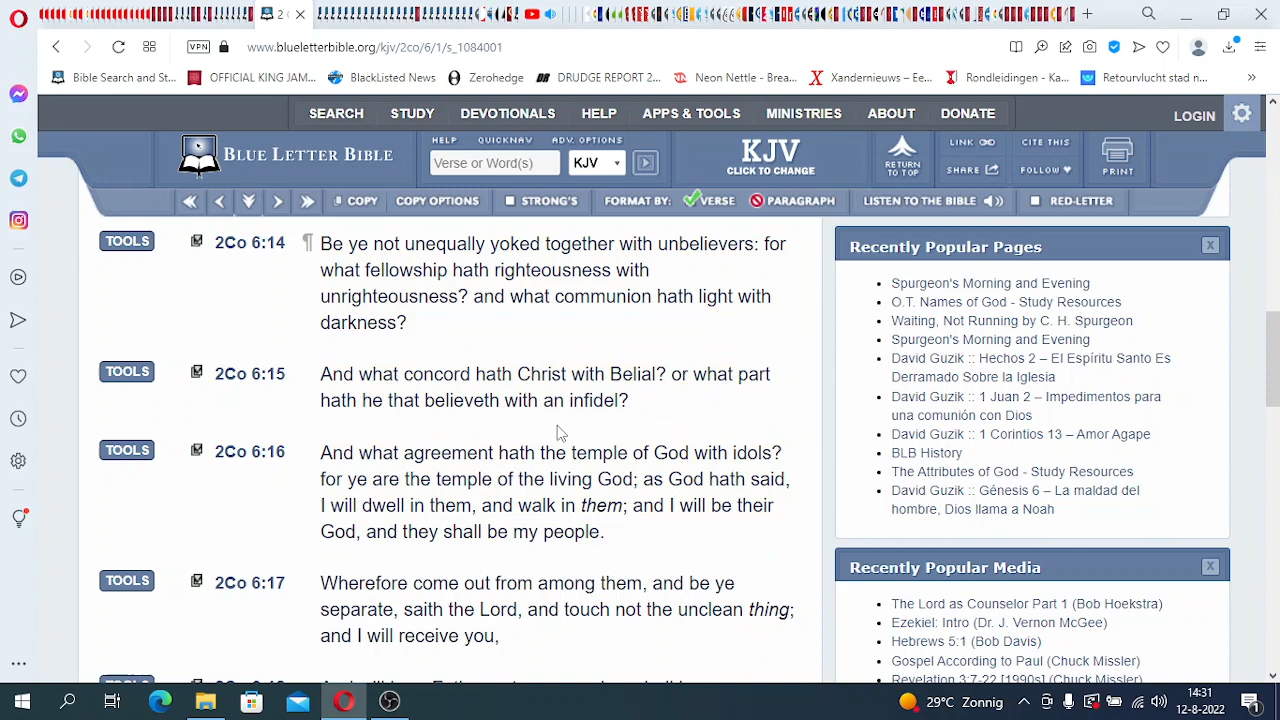 2
www.blueletterbible.org/kjv/2co/6/1/s_1084001
VPN
Bible Search and St...
OFFICIAL KING JAM...
BlackListed News
Zerohedge
DRUDGE REPORT 2...
Neon Nettle - Brea...
Xandernieuws – Ee...
Rondleidingen - Ka...
Retourvlucht stad n...
SEARCH STUDY DEVOTIONALS HELP APPS & TOOLS MINISTRIES ABOUT DONATE
LOGIN
BLUE LETTER BIBLE
HELP QUICKNAV ADV. OPTIONS
Verse or Word(s)
KJV
KJV
CLICK TO CHANGE
RETURN
TO TOP
LINK
CITE THIS
SHARE
FOLLOW
PRINT
COPY COPY OPTIONS STRONG'S FORMAT BY: VERSE PARAGRAPH LISTEN TO THE BIBLE RED-LETTER
TOOLS 2Co 6:14 ¶ Be ye not unequally yoked together with unbelievers: for
what fellowship hath righteousness with
unrighteousness? and what communion hath light with
darkness?
TOOLS 2Co 6:15 And what concord hath Christ with Belial? or what part
hath he that believeth with an infidel?
TOOLS 2Co 6:16 And what agreement hath the temple of God with idols?
for ye are the temple of the living God; as God hath said,
I will dwell in them, and walk in them; and I will be their
God, and they shall be my people.
TOOLS 2Co 6:17 Wherefore come out from among them, and be ye
separate, saith the Lord, and touch not the unclean thing;
and I will receive you,
Recently Popular Pages
Spurgeon's Morning and Evening
O.T. Names of God - Study Resources
Waiting, Not Running by C. H. Spurgeon
Spurgeon's Morning and Evening
David Guzik :: Hechos 2 – El Espíritu Santo Es
Derramado Sobre la Iglesia
David Guzik :: 1 Juan 2 – Impedimentos para
una comunión con Dios
David Guzik :: 1 Corintios 13 – Amor Agape
BLB History
The Attributes of God - Study Resources
David Guzik :: Génesis 6 – La maldad del
hombre, Dios llama a Noah
Recently Popular Media
The Lord as Counselor Part 1 (Bob Hoekstra)
Ezekiel: Intro (Dr. J. Vernon McGee)
Hebrews 5:1 (Bob Davis)
Gospel According to Paul (Chuck Missler)
Revelation 3:7-22 [1990s] (Chuck Missler)
29°C Zonnig
14:31
12-8-2022
1